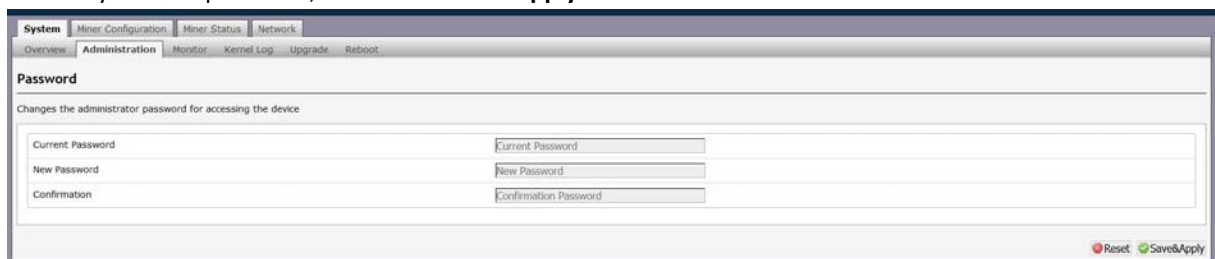 System Miner Configuration Miner Status Network
Overview Administration Monitor Kernel Log Upgrade Reboot
Password
Changes the administrator password for accessing the device
Current Password Current Password
New Password New Password
Confirmation Confirmation Password
Reset Save&Apply